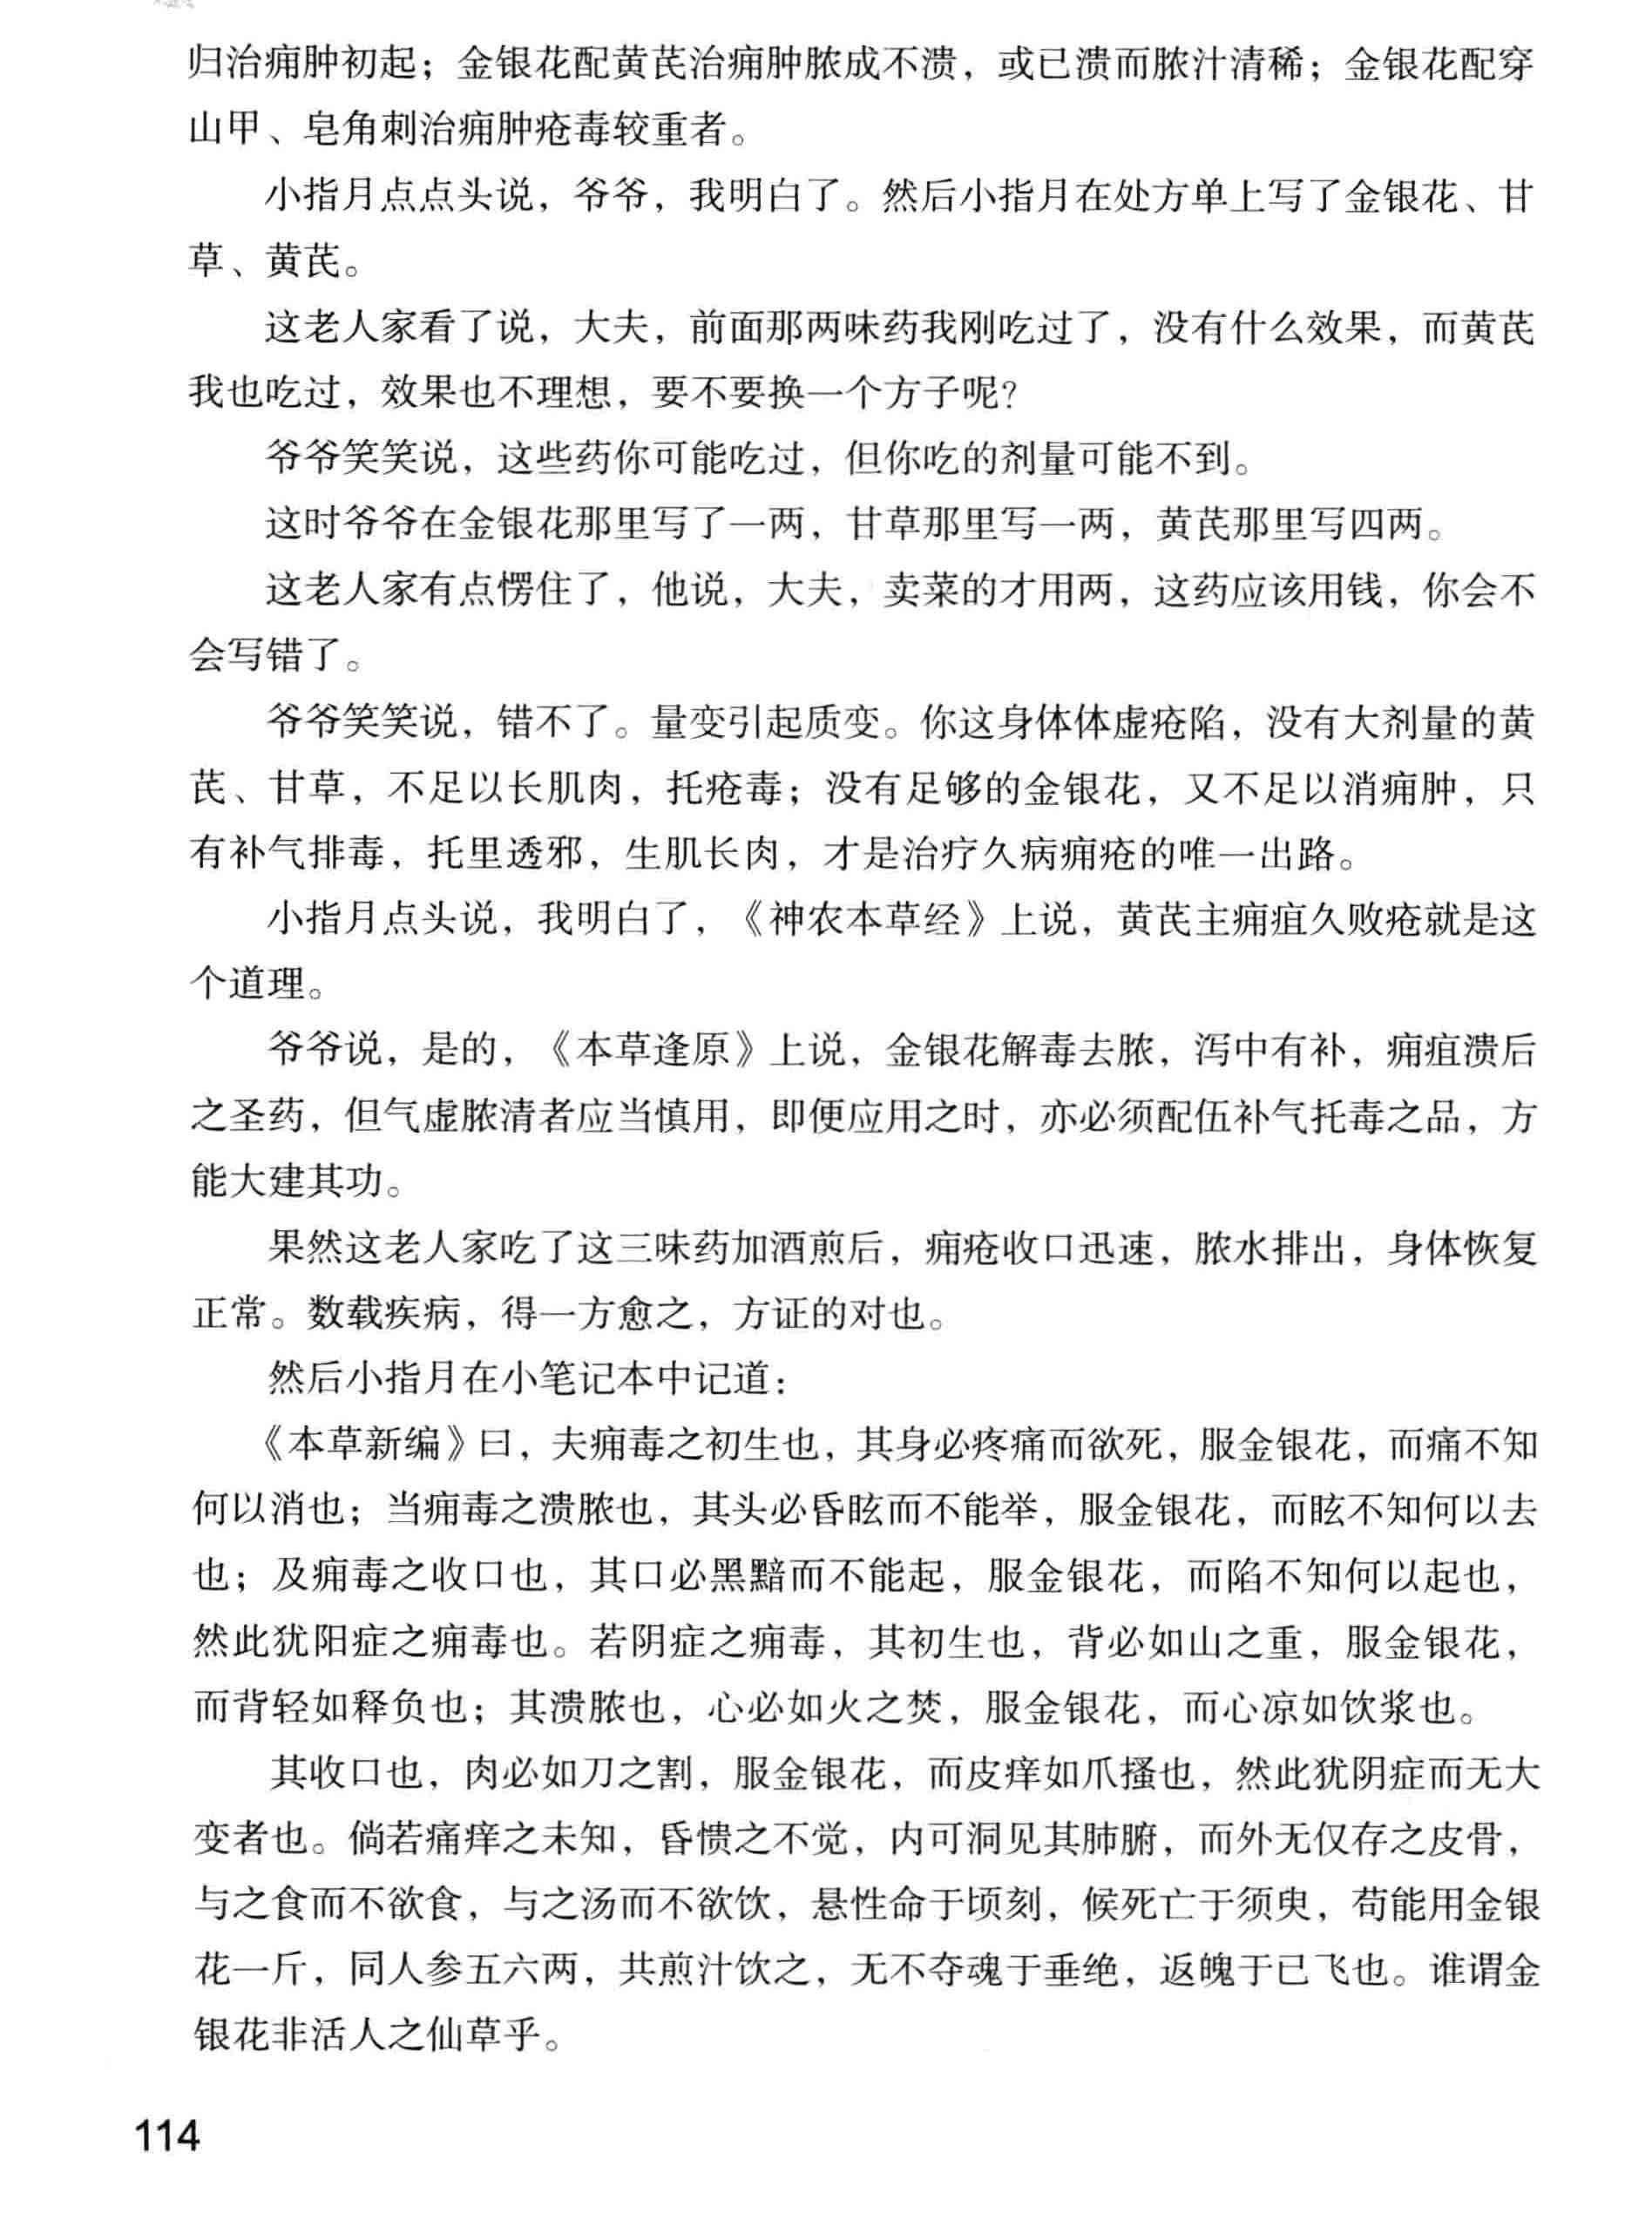 归治痈肿初起；金银花配黄芪治痈肿脓成不溃，或已溃而脓汁清稀；金银花配穿
山甲、皂角刺治痈肿疮毒较重者。
小指月点点头说，爷爷，我明白了。然后小指月在处方单上写了金银花、甘
草、黄芪。
这老人家看了说，大夫，前面那两味药我刚吃过了，没有什么效果，而黄芪
我也吃过，效果也不理想，要不要换一个方子呢？
爷爷笑笑说，这些药你可能吃过，但你吃的剂量可能不到。
这时爷爷在金银花那里写了一两，甘草那里写一两，黄芪那里写四两。
这老人家有点愣住了，他说，大夫，卖菜的才用两，这药应该用钱，你会不
会写错了。
爷爷笑笑说，错不了。量变引起质变。你这身体体虚疮陷，没有大剂量的黄
芪、甘草，不足以长肌肉，托疮毒；没有足够的金银花，又不足以消痈肿，只
有补气排毒，托里透邪，生肌长肉，才是治疗久病痈疮的唯一出路。
小指月点头说，我明白了，《神农本草经》上说，黄芪主痈疽久败疮就是这
个道理。
爷爷说，是的，《本草逢原》上说，金银花解毒去脓，泻中有补，痈疽溃后
之圣药，但气虚脓清者应当慎用，即便应用之时，亦必须配伍补气托毒之品，方
能大建其功。
果然这老人家吃了这三味药加酒煎后，痈疮收口迅速，脓水排出，身体恢复
正常。数载疾病，得一方愈之，方证的对也。
然后小指月在小笔记本中记道：
《本草新编》曰，夫痈毒之初生也，其身必疼痛而欲死，服金银花，而痛不知
何以消也；当痈毒之溃脓也，其头必昏眩而不能举，服金银花，而眩不知何以去
也；及痈毒之收口也，其口必黑黯而不能起，服金银花，而陷不知何以起也，
然此犹阳症之痈毒也。若阴症之痈毒，其初生也，背必如山之重，服金银花，
而背轻如释负也；其溃脓也，心必如火之焚，服金银花，而心凉如饮浆也。
其收口也，肉必如刀之割，服金银花，而皮痒如爪搔也，然此犹阴症而无大
变者也。倘若痛痒之未知，昏愦之不觉，内可洞见其肺腑，而外无仅存之皮骨，
与之食而不欲食，与之汤而不欲饮，悬性命于顷刻，候死亡于须臾，苟能用金银
花一斤，同人参五六两，共煎汁饮之，无不夺魂于垂绝，返魄于已飞也。谁谓金
银花非活人之仙草乎。
114